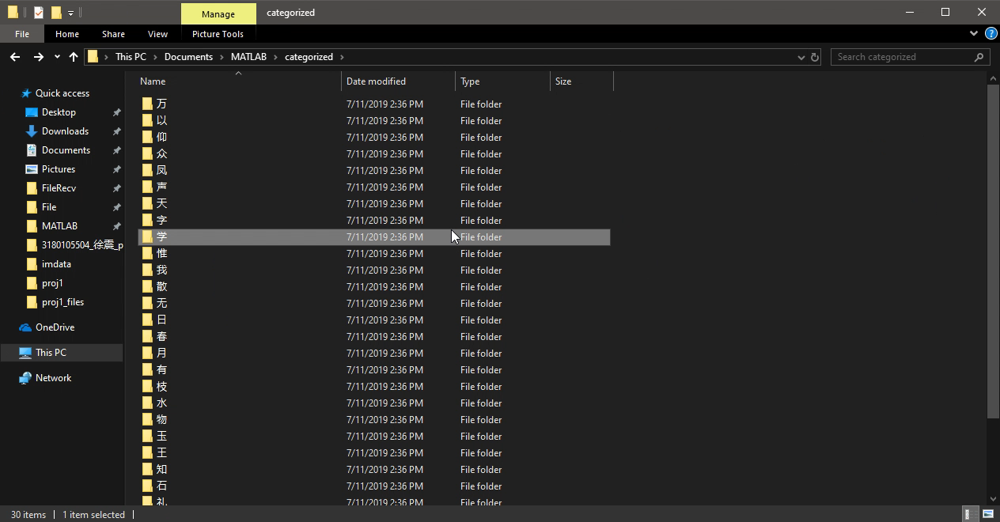 Manage
categorized
File
Home
Share
View
Picture Tools
This PC
Documents
MATLAB
categorized
Search categorized
Name
Date modified
Type
Size
Quick access
Desktop
Downloads
Documents
Pictures
FileRecv
File
MATLAB
3180105504_徐震_p
imdata
proj1
proj1_files
OneDrive
This PC
Network
万 7/11/2019 2:36 PM File folder
以 7/11/2019 2:36 PM File folder
仰 7/11/2019 2:36 PM File folder
众 7/11/2019 2:36 PM File folder
凤 7/11/2019 2:36 PM File folder
声 7/11/2019 2:36 PM File folder
天 7/11/2019 2:36 PM File folder
字 7/11/2019 2:36 PM File folder
学 7/11/2019 2:36 PM File folder
惟 7/11/2019 2:36 PM File folder
我 7/11/2019 2:36 PM File folder
散 7/11/2019 2:36 PM File folder
无 7/11/2019 2:36 PM File folder
日 7/11/2019 2:36 PM File folder
春 7/11/2019 2:36 PM File folder
月 7/11/2019 2:36 PM File folder
有 7/11/2019 2:36 PM File folder
枝 7/11/2019 2:36 PM File folder
水 7/11/2019 2:36 PM File folder
物 7/11/2019 2:36 PM File folder
玉 7/11/2019 2:36 PM File folder
王 7/11/2019 2:36 PM File folder
知 7/11/2019 2:36 PM File folder
石 7/11/2019 2:36 PM File folder
礼 7/11/2019 2:36 PM File folder
30 items
1 item selected